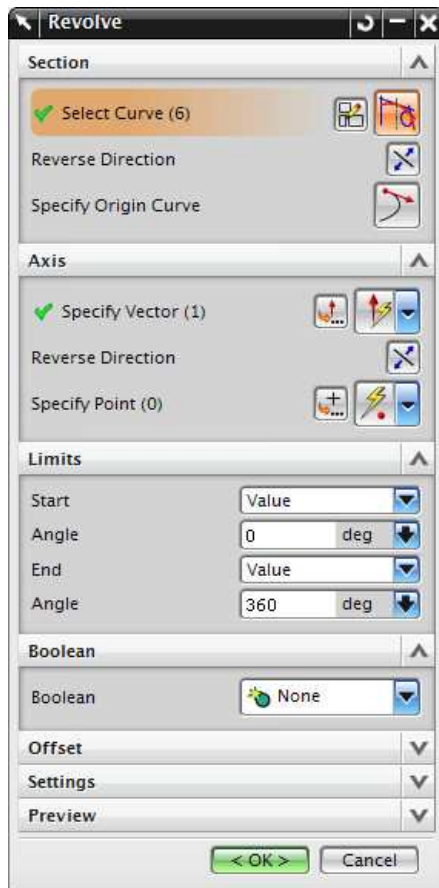 Revolve
Section
Select Curve (6)
Reverse Direction
Specify Origin Curve
Axis
Specify Vector (1)
Reverse Direction
Specify Point (0)
Limits
Start Value
Angle 0 deg
End Value
Angle 360 deg
Boolean
Boolean None
Offset
Settings
Preview
< OK > Cancel